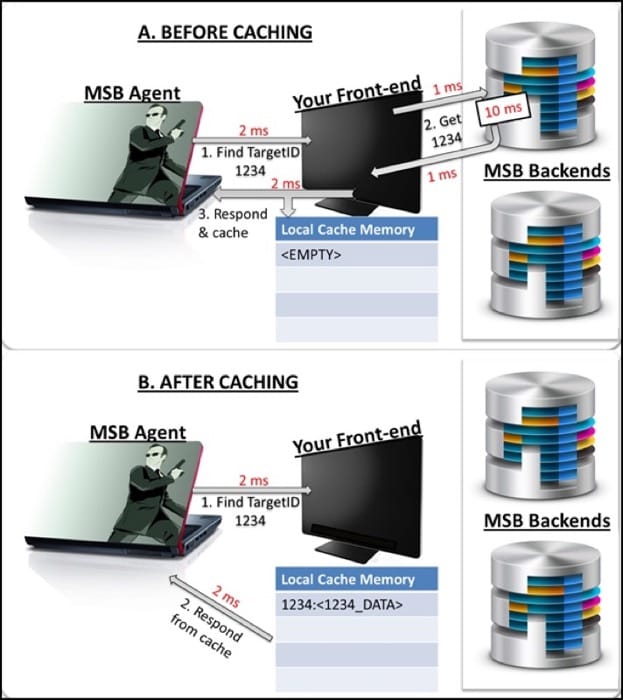 A. BEFORE CACHING
MSB Agent
Your Front-end
2 ms
1. Find TargetID
1234
1 ms
2. Get
1234
10 ms
1 ms
MSB Backends
2 ms
3. Respond
& cache
Local Cache Memory
<EMPTY>
B. AFTER CACHING
MSB Agent
Your Front-end
2 ms
1. Find TargetID
1234
MSB Backends
Local Cache Memory
1234:<1234_DATA>
2 ms
2. Respond
from cache